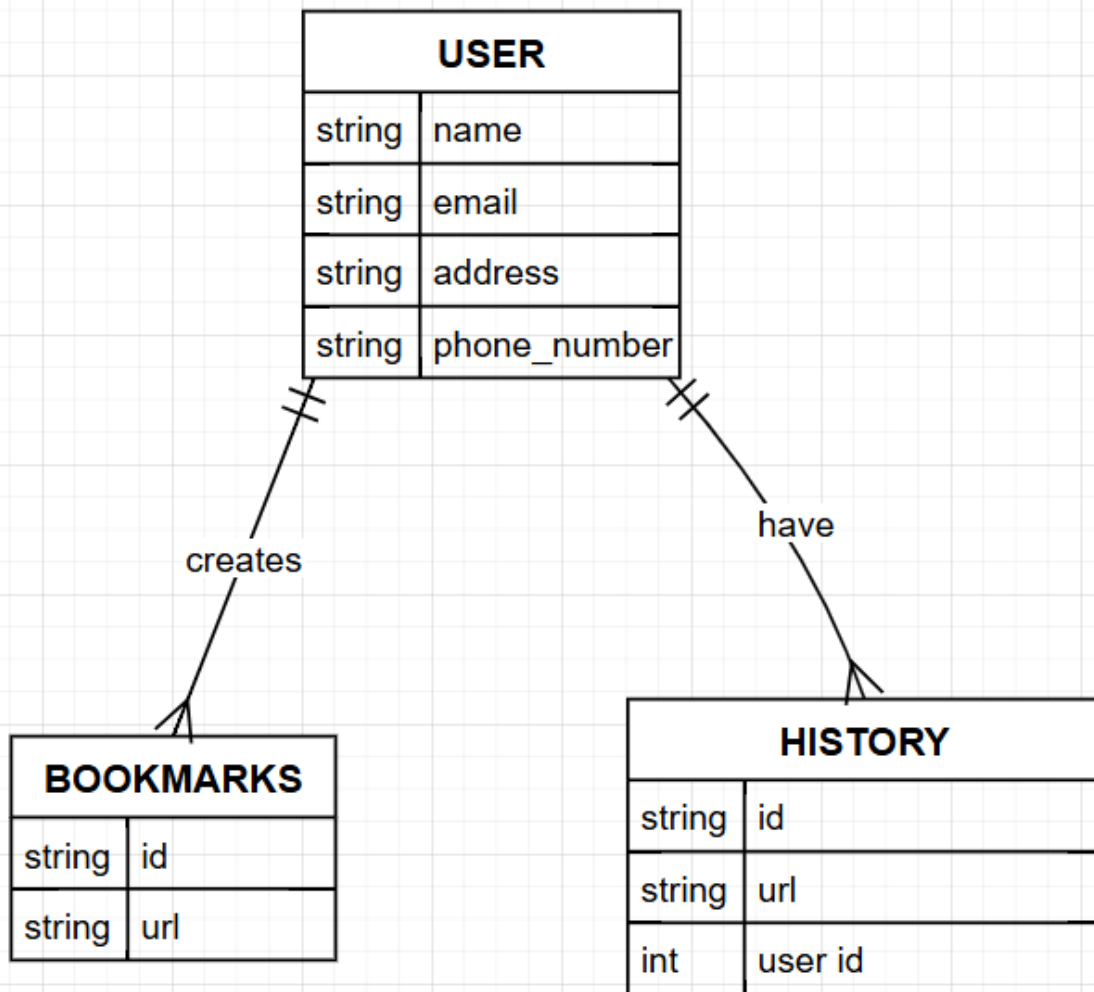 USER
string name
string email
string address
string phone_number
have
creates
BOOKMARKS
string id
string url
HISTORY
string id
string url
int user id